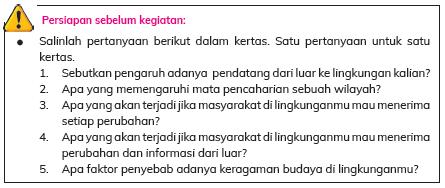 Persiapan sebelum kegiatan:
● Salinlah pertanyaan berikut dalam kertas. Satu pertanyaan untuk satu
kertas.
1. Sebutkan pengaruh adanya pendatang dari luar ke lingkungan kalian?
2. Apa yang memengaruhi mata pencaharian sebuah wilayah?
3. Apa yang akan terjadi jika masyarakat di lingkunganmu mau menerima
setiap perubahan?
4. Apa yang akan terjadi jika masyarakat di lingkunganmu mau menerima
perubahan dan informasi dari luar?
5. Apa faktor penyebab adanya keragaman budaya di lingkunganmu?